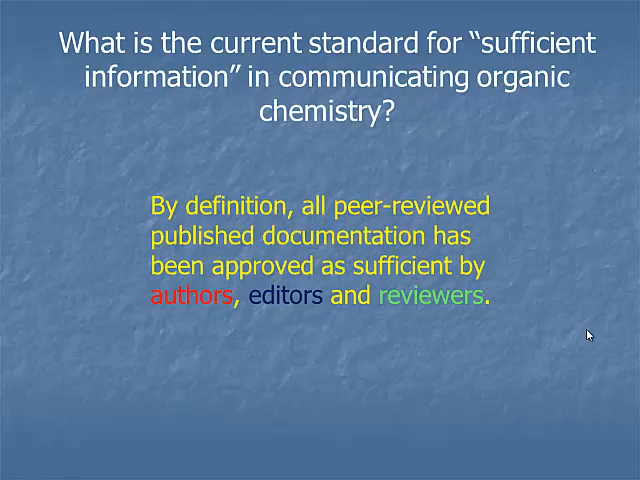 What is the current standard for “sufficient
information” in communicating organic
chemistry?
By definition, all peer-reviewed
published documentation has
been approved as sufficient by
authors, editors and reviewers.